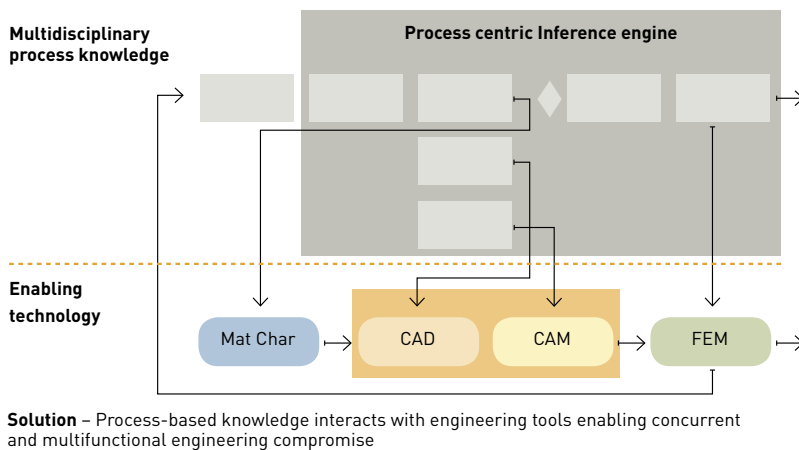 Multidisciplinary
process knowledge
Process centric Inference engine
Enabling
technology
Mat Char
CAD
CAM
FEM
Solution – Process-based knowledge interacts with engineering tools enabling concurrent
and multifunctional engineering compromise